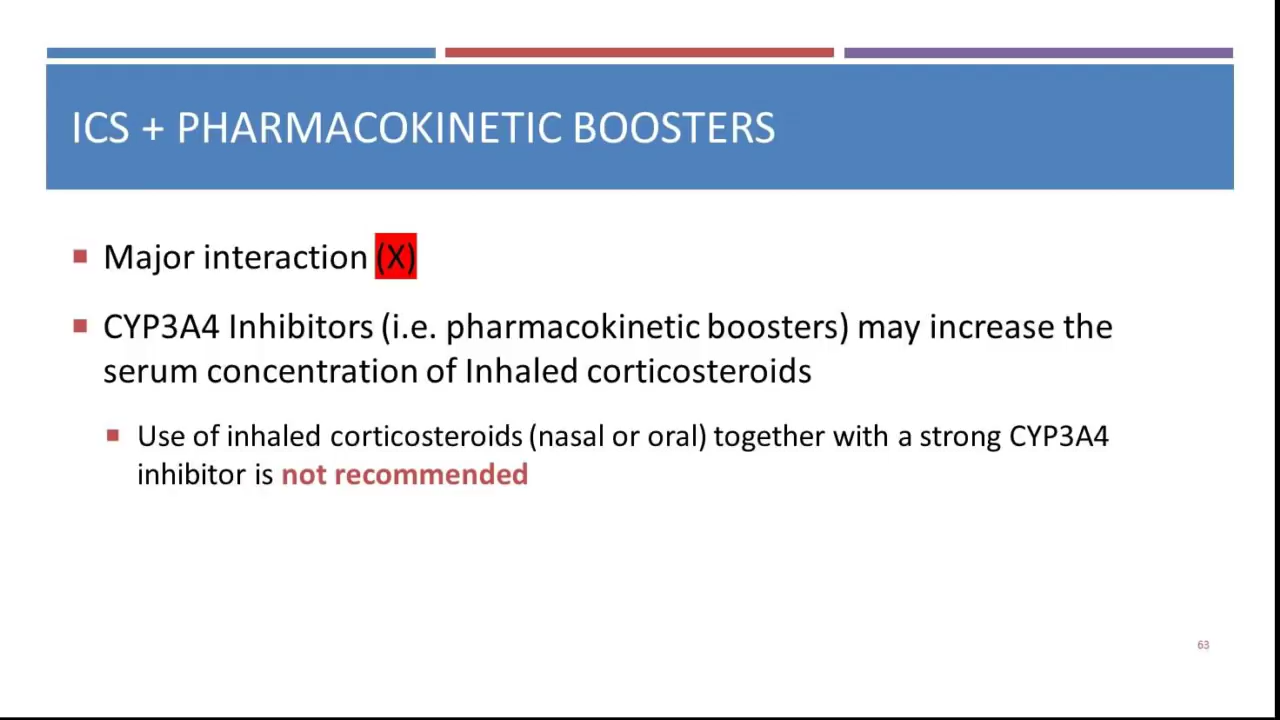 ICS + PHARMACOKINETIC BOOSTERS
Major interaction (X)
CYP3A4 Inhibitors (i.e. pharmacokinetic boosters) may increase the
serum concentration of Inhaled corticosteroids
Use of inhaled corticosteroids (nasal or oral) together with a strong CYP3A4
inhibitor is not recommended
63